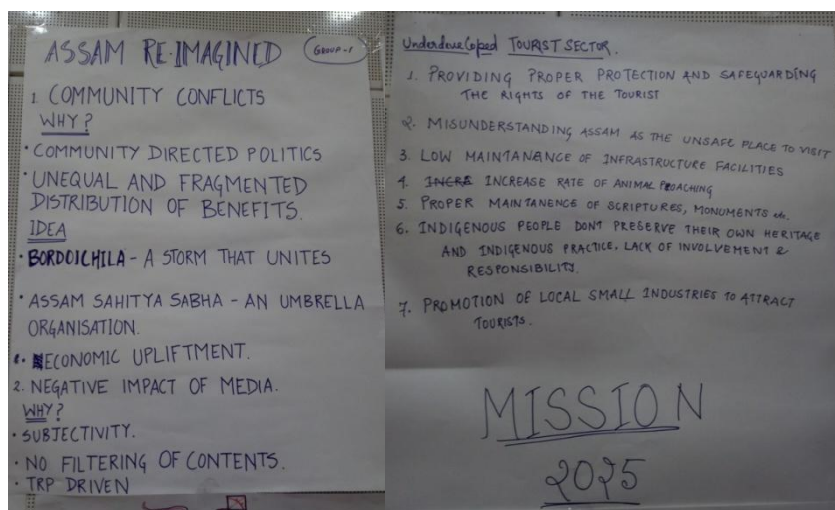 ASSAM RE-IMAGINED
GROUP-1
1. COMMUNITY CONFLICTS
WHY?
• COMMUNITY DIRECTED POLITICS
• UNEQUAL AND FRAGMENTED
DISTRIBUTION OF BENEFITS.
IDEA
• BORDOICHILA - A STORM THAT UNITES
• ASSAM SAHITYA SABHA - AN UMBRELLA
ORGANISATION.
• ECONOMIC UPLIFTMENT.
2. NEGATIVE IMPACT OF MEDIA.
WHY?
• SUBJECTIVITY.
• NO FILTERING OF CONTENTS.
• TRP DRIVEN
Underdeveloped TOURIST SECTOR.
1. PROVIDING PROPER PROTECTION AND SAFEGUARDING
THE RIGHTS OF THE TOURIST
2. MISUNDERSTANDING ASSAM AS THE UNSAFE PLACE TO VISIT
3. LOW MAINTANANCE OF INFRASTRUCTURE FACILITIES
4. INCRE INCREASE RATE OF ANIMAL POACHING
5. PROPER MAINTANENCE OF SCRIPTURES, MONUMENTS etc.
6. INDIGENOUS PEOPLE DONT PRESERVE THEIR OWN HERITAGE
AND INDIGENOUS PRACTICE, LACK OF INVOLVEMENT &
RESPONSIBILITY.
7. PROMOTION OF LOCAL SMALL INDUSTRIES TO ATTRACT
TOURISTS.
MISSION
2025